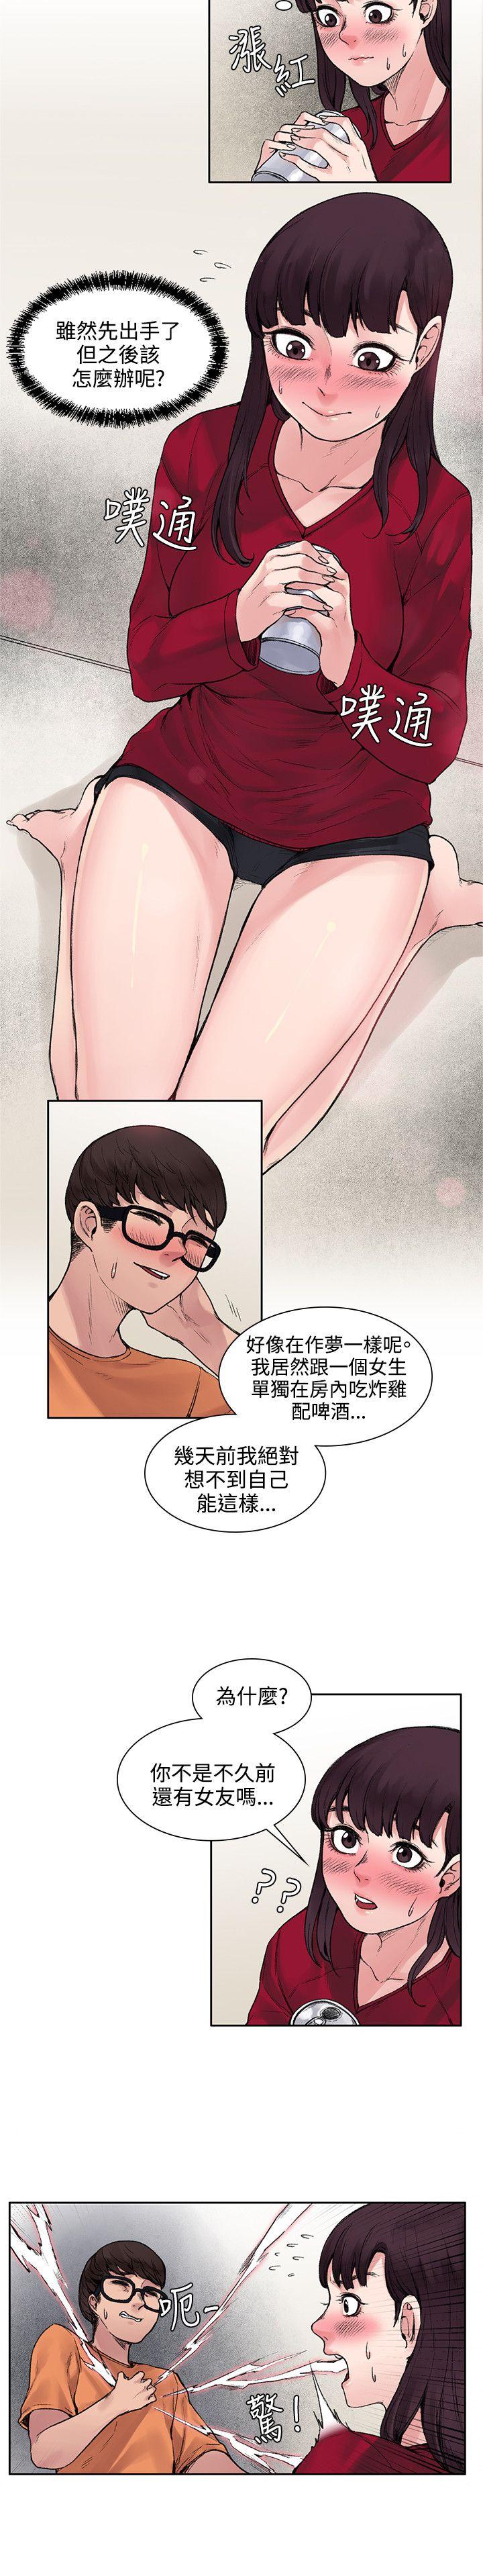 漲紅
雖然先出手了
但之後該
怎麼辦呢?
噗通
噗通
好像在作夢一樣呢。
我居然跟一個女生
單獨在房內吃炸雞
配啤酒...
幾天前我絕對
想不到自己
能這樣...
為什麼?
你不是不久前
還有女友嗎...
??
呃-
驚!